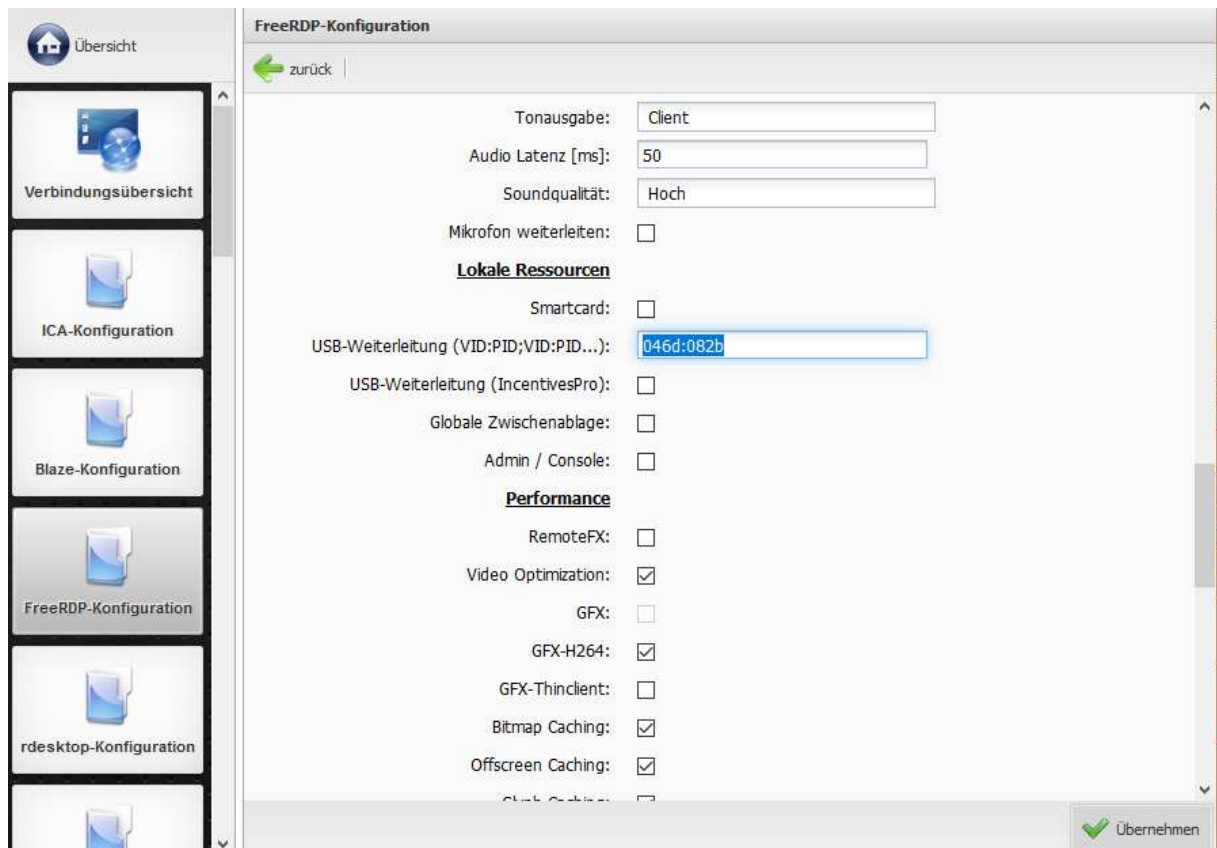 Übersicht
Verbindungsübersicht
ICA-Konfiguration
Blaze-Konfiguration
FreeRDP-Konfiguration
rdesktop-Konfiguration
FreeRDP-Konfiguration
zurück
Tonausgabe: Client
Audio Latenz [ms]: 50
Soundqualität: Hoch
Mikrofon weiterleiten:
Lokale Ressourcen
Smartcard:
USB-Weiterleitung (VID:PID;VID:PID...): 046d:082b
USB-Weiterleitung (IncentivesPro):
Globale Zwischenablage:
Admin / Console:
Performance
RemoteFX:
Video Optimization:
GFX:
GFX-H264:
GFX-Thinclient:
Bitmap Caching:
Offscreen Caching:
Übernehmen